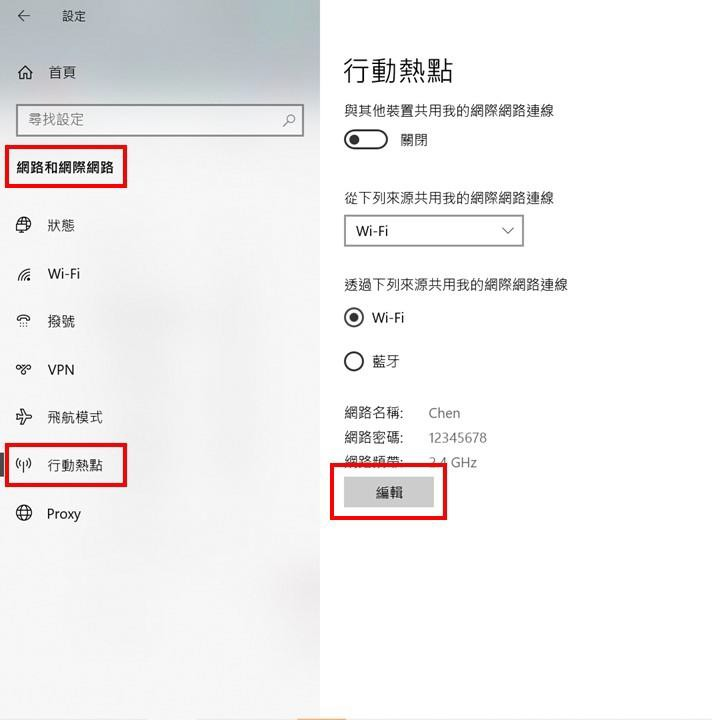 設定
首頁
尋找設定
網路和網際網路
狀態
Wi-Fi
撥號
VPN
飛航模式
行動熱點
Proxy
行動熱點
與其他裝置共用我的網際網路連線
關閉
從下列來源共用我的網際網路連線
Wi-Fi
透過下列來源共用我的網際網路連線
Wi-Fi
藍牙
網路名稱: Chen
網路密碼: 12345678
網路頻帶: 2.4 GHz
編輯